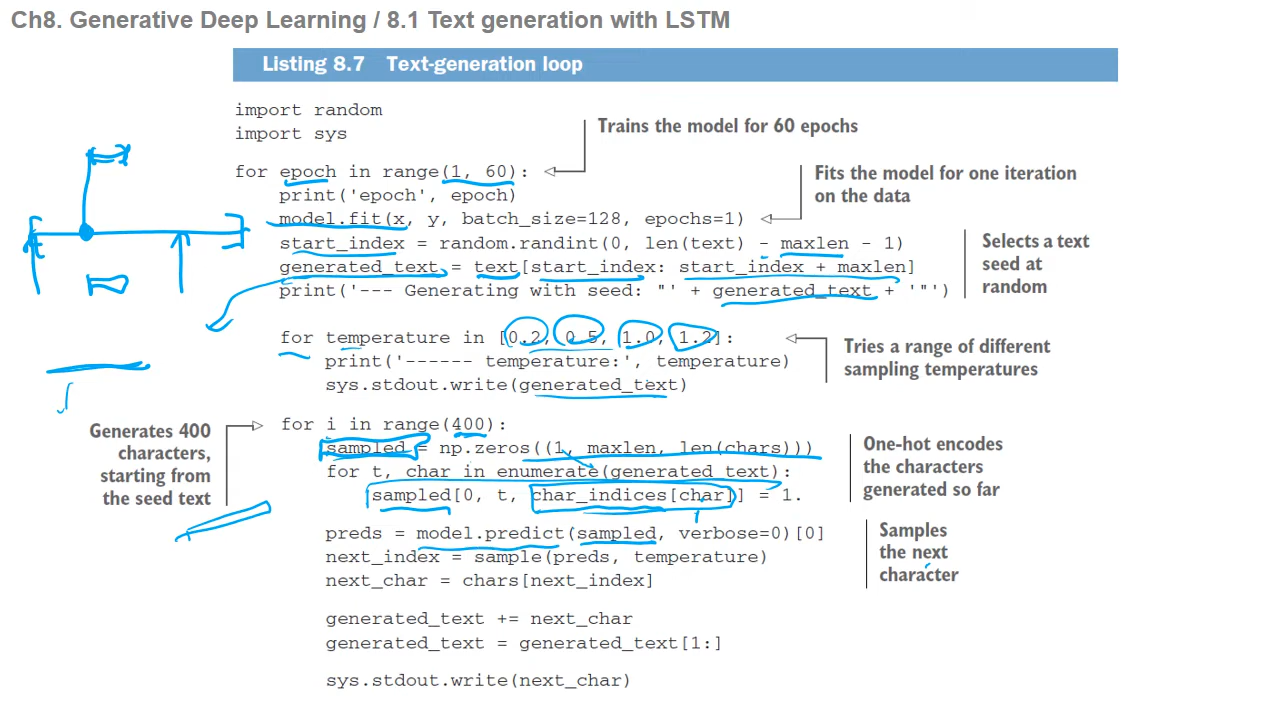 Ch8. Generative Deep Learning / 8.1 Text generation with LSTM
Listing 8.7 Text-generation loop
import random
import sys
Trains the model for 60 epochs
for epoch in range(1, 60):
print('epoch', epoch)
model.fit(x, y, batch_size=128, epochs=1)
Fits the model for one iteration
on the data
start_index = random.randint(0, len(text) - maxlen - 1)
generated_text = text[start_index: start_index + maxlen]
print('--- Generating with seed: "' + generated_text + '"')
Selects a text
seed at
random
for temperature in [0.2, 0.5, 1.0, 1.2]:
print('------ temperature:', temperature)
sys.stdout.write(generated_text)
Tries a range of different
sampling temperatures
Generates 400
characters,
starting from
the seed text
for i in range(400):
sampled = np.zeros((1, maxlen, len(chars)))
for t, char in enumerate(generated_text):
sampled[0, t, char_indices[char]] = 1.
One-hot encodes
the characters
generated so far
preds = model.predict(sampled, verbose=0)[0]
next_index = sample(preds, temperature)
next_char = chars[next_index]
Samples
the next
character
generated_text += next_char
generated_text = generated_text[1:]
sys.stdout.write(next_char)